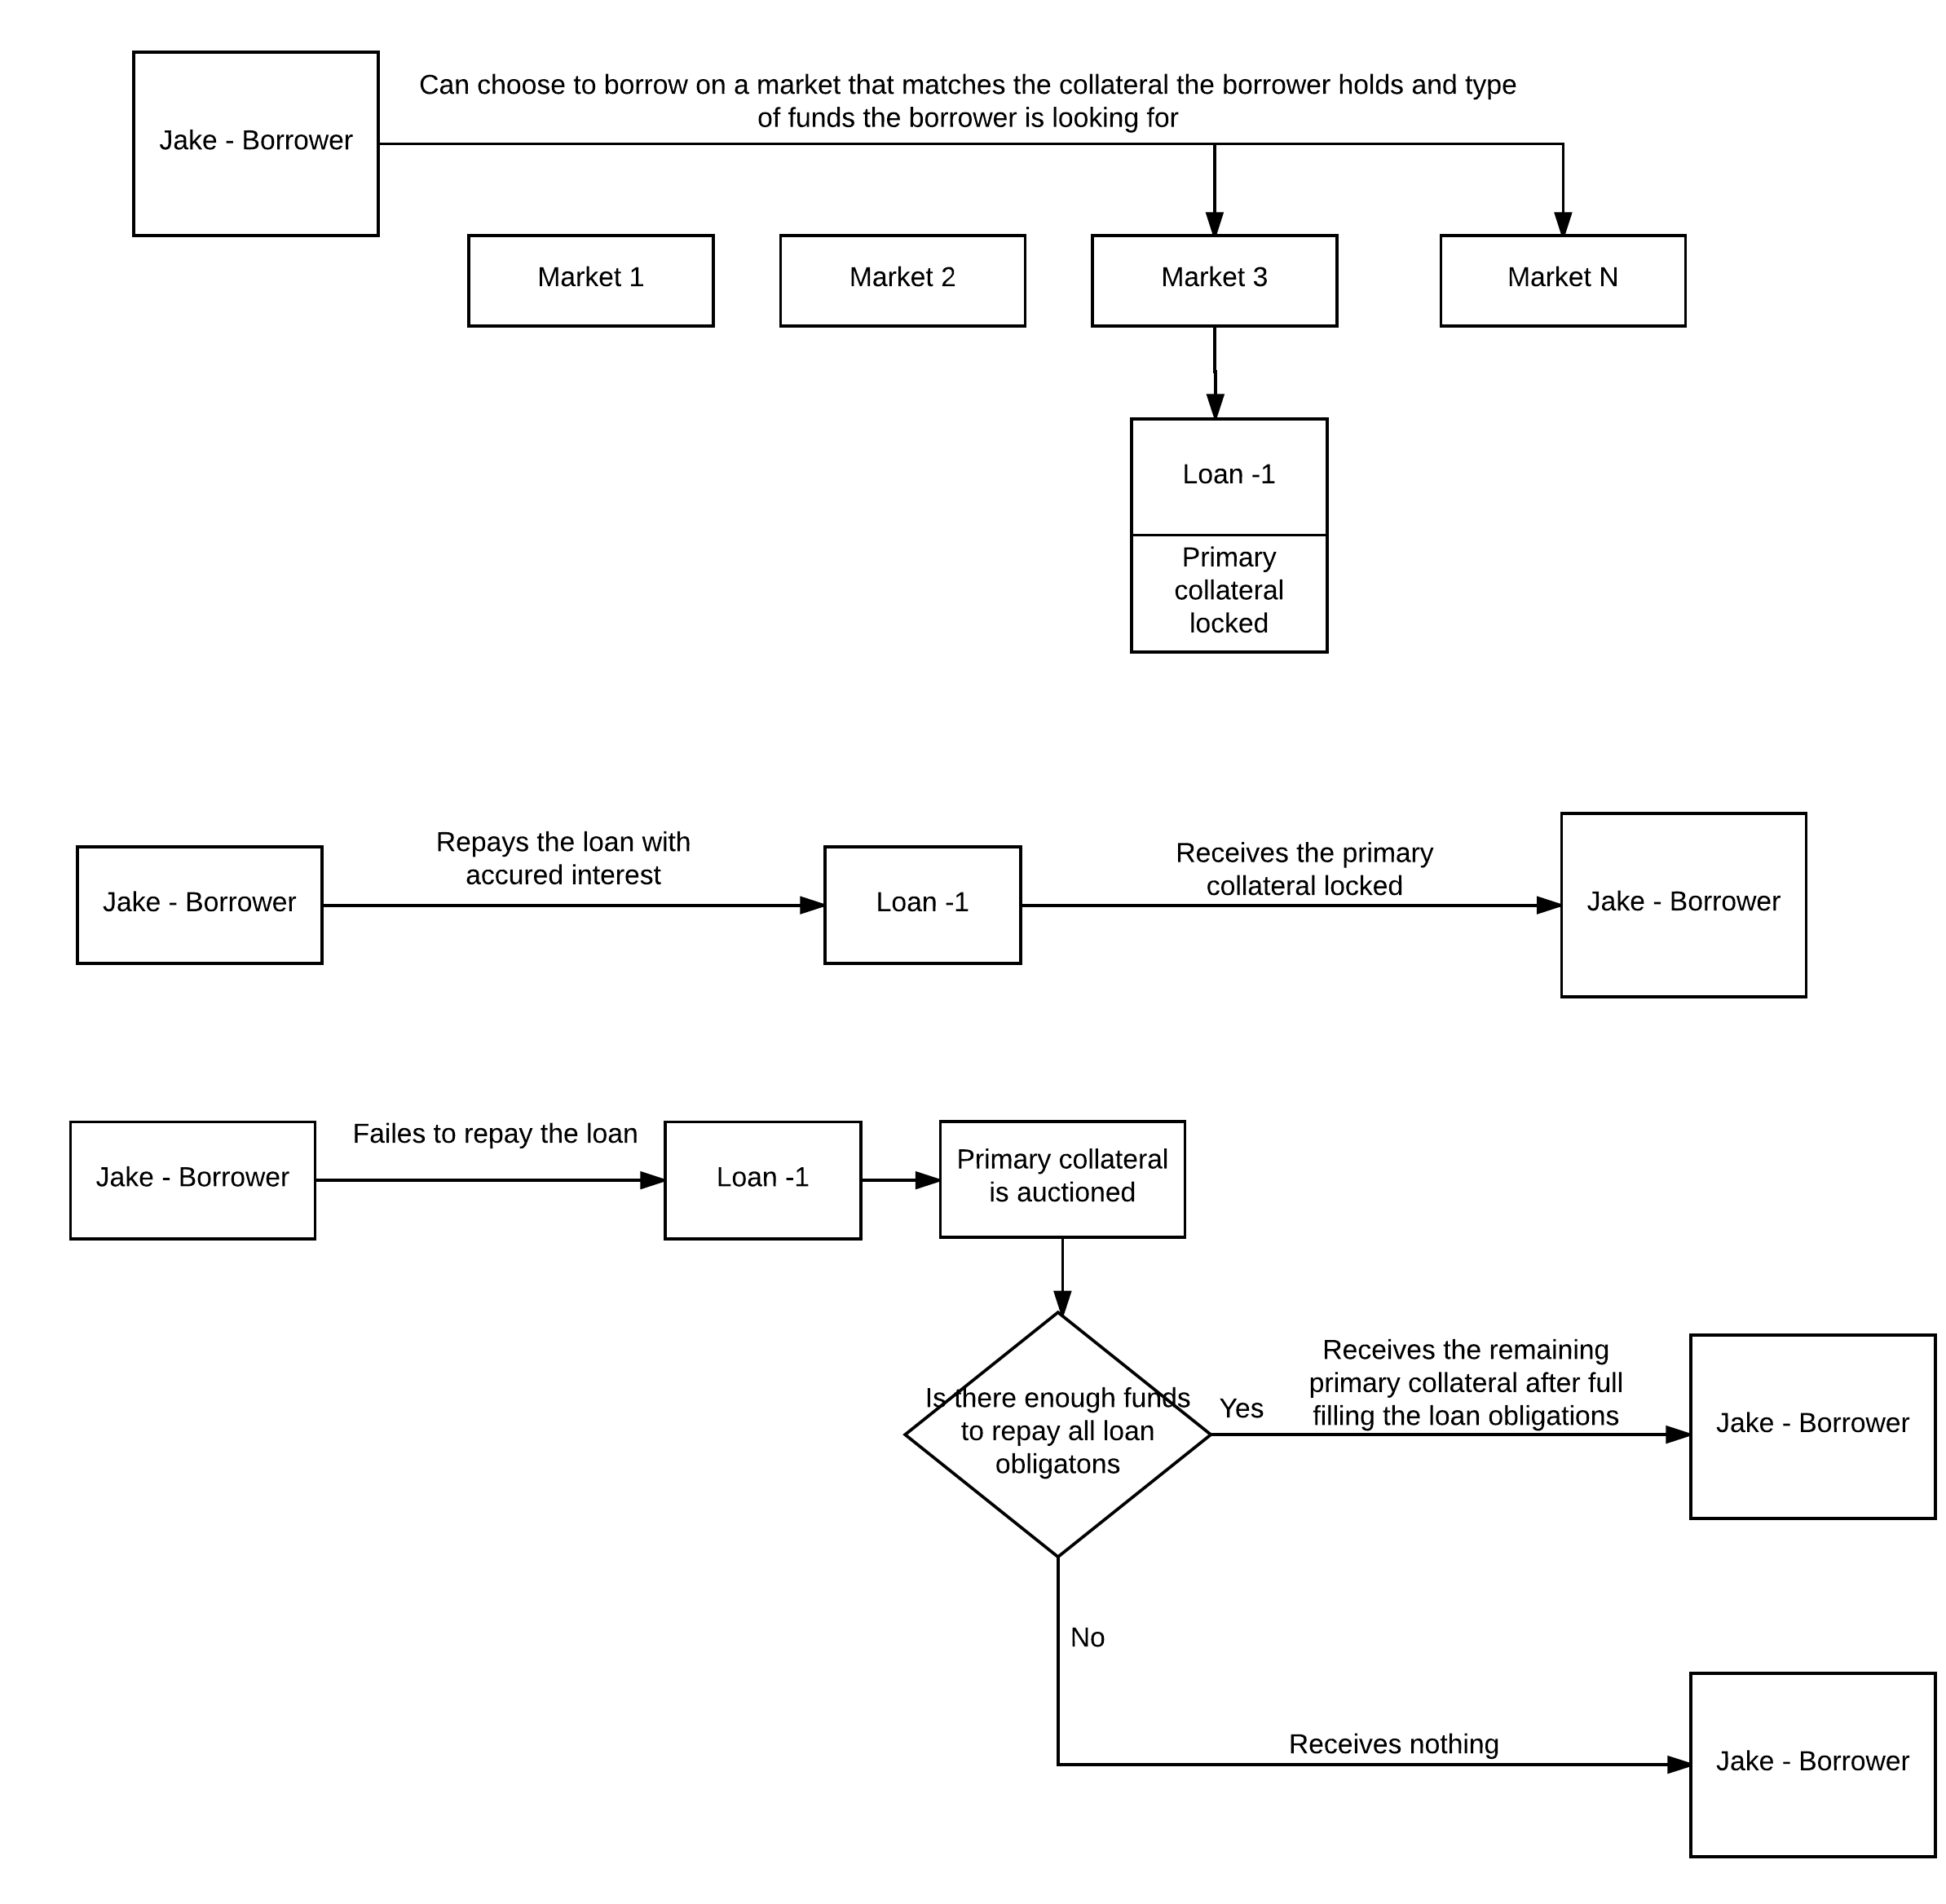 Can choose to borrow on a market that matches the collateral the borrower holds and type
of funds the borrower is looking for
Jake - Borrower
Market 1
Market 2
Market 3
Market N
Loan -1
Primary
collateral
locked
Jake - Borrower
Repays the loan with
accured interest
Loan -1
Receives the primary
collateral locked
Jake - Borrower
Jake - Borrower
Failes to repay the loan
Loan -1
Primary collateral
is auctioned
Is there enough funds
to repay all loan
obligatons
Yes
Receives the remaining
primary collateral after full
filling the loan obligations
Jake - Borrower
No
Receives nothing
Jake - Borrower